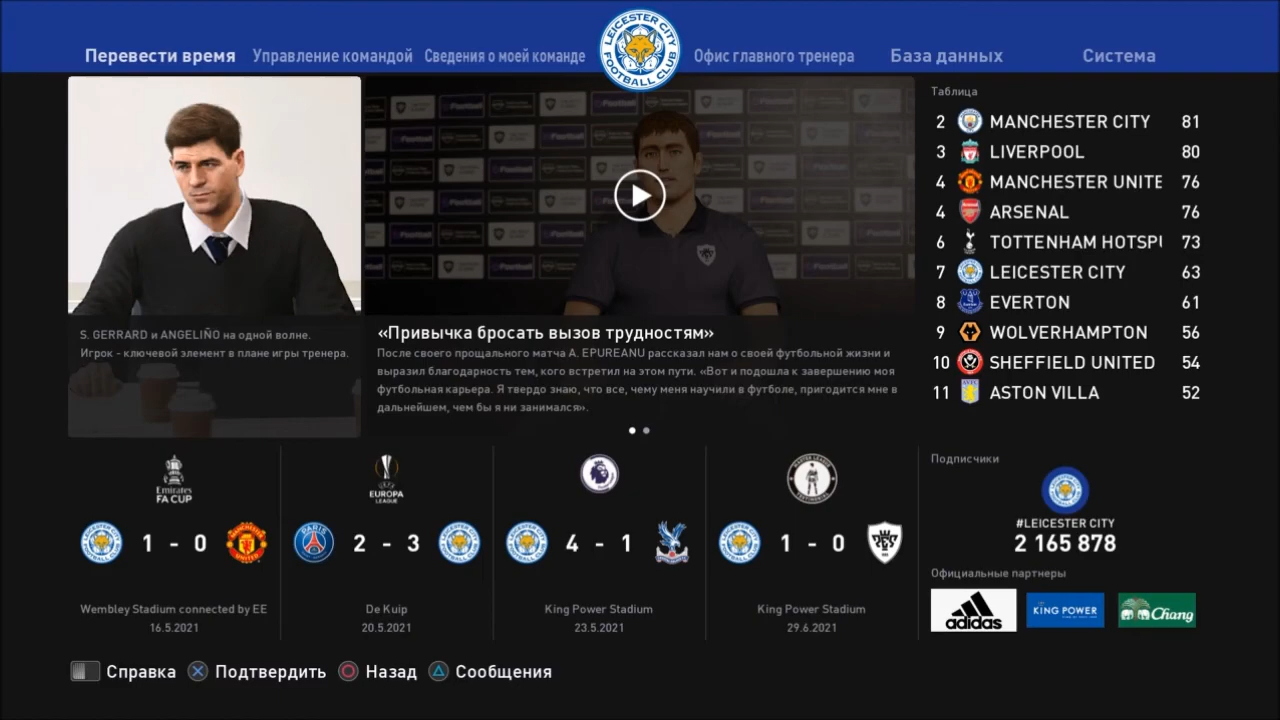 Перевести время
Управление командой
Сведения о моей команде
LEICESTER CITY
FOOTBALL CLUB
Офис главного тренера
База данных
Система
S. GERRARD и ANGELIÑO на одной волне.
Игрок - ключевой элемент в плане игры тренера.
«Привычка бросать вызов трудностям»
После своего прощального матча A. EPUREANU рассказал нам о своей футбольной жизни и
выразил благодарность тем, кого встретил на этом пути. «Вот и подошла к завершению моя
футбольная карьера. Я твердо знаю, что все, чему меня научили в футболе, пригодится мне в
дальнейшем, чем бы я ни занимался».
Таблица
2 MANCHESTER CITY 81
3 LIVERPOOL 80
4 MANCHESTER UNITE 76
4 ARSENAL 76
6 TOTTENHAM HOTSPU 73
7 LEICESTER CITY 63
8 EVERTON 61
9 WOLVERHAMPTON 56
10 SHEFFIELD UNITED 54
11 ASTON VILLA 52
Emirates
FA CUP
1 - 0
Wembley Stadium connected by EE
16.5.2021
EUROPA
LEAGUE
2 - 3
De Kuip
20.5.2021
4 - 1
King Power Stadium
23.5.2021
1 - 0
King Power Stadium
29.6.2021
Подписчики
#LEICESTER CITY
2 165 878
Официальные партнеры
adidas
KING POWER
Chang
Справка
Подтвердить
Назад
Сообщения